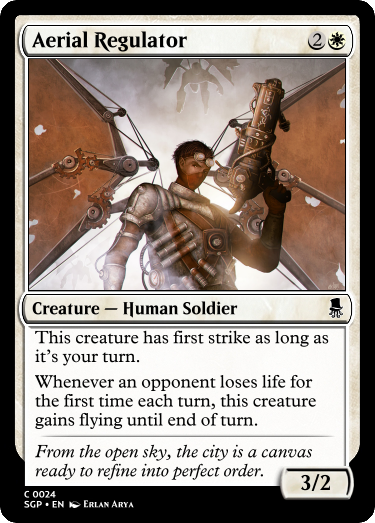 Aerial Regulator 2
Creature — Human Soldier
This creature has first strike as long as
it's your turn.
Whenever an opponent loses life for
the first time each turn, this creature
gains flying until end of turn.
From the open sky, the city is a canvas
ready to refine into perfect order.
3/2
C 0024
SGP • EN Erlan Arya